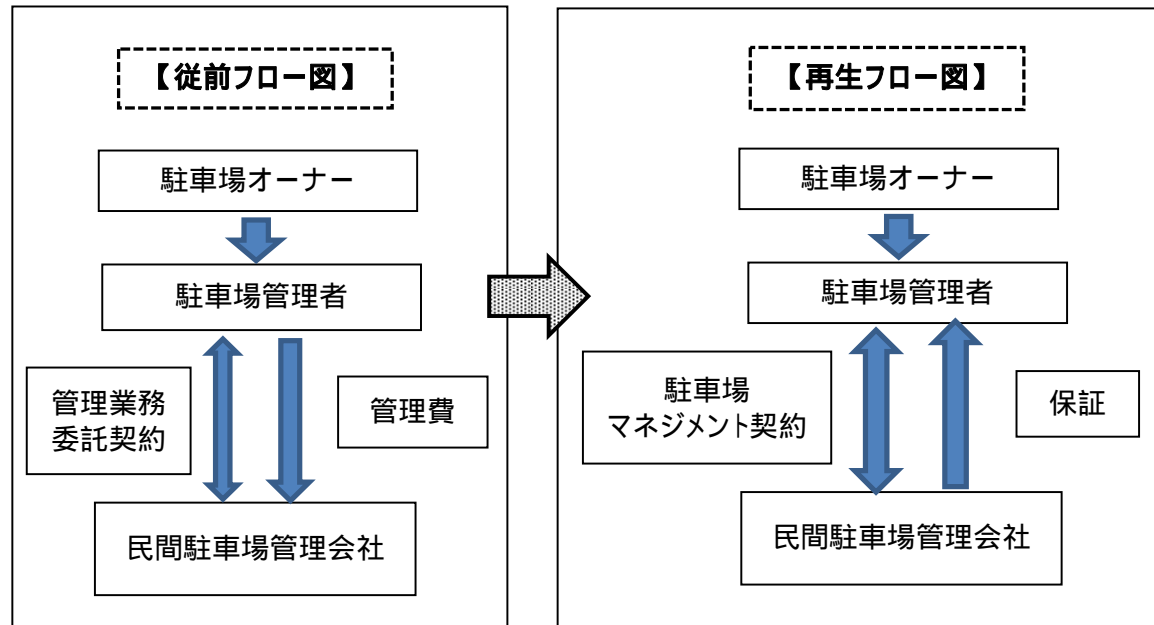 【従前フロー図】
駐車場オーナー
駐車場管理者
管理業務
委託契約
管理費
民間駐車場管理会社
【再生フロー図】
駐車場オーナー
駐車場管理者
駐車場
マネジメント契約
保証
民間駐車場管理会社